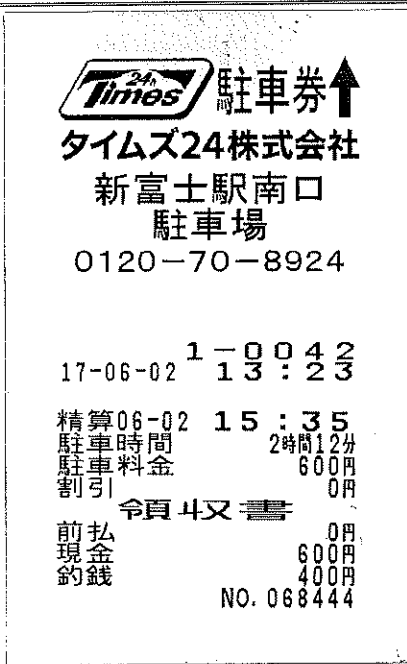 24h Times 駐車券↑
タイムズ24株式会社
新富士駅南口
駐車場
0120-70-8924
1-0042
17-06-02 13:23
精算06-02 15:35
駐車時間 2時間12分
駐車料金 600円
割引 0円
領収書
前払 0円
現金 600円
釣銭 400円
NO. 068444